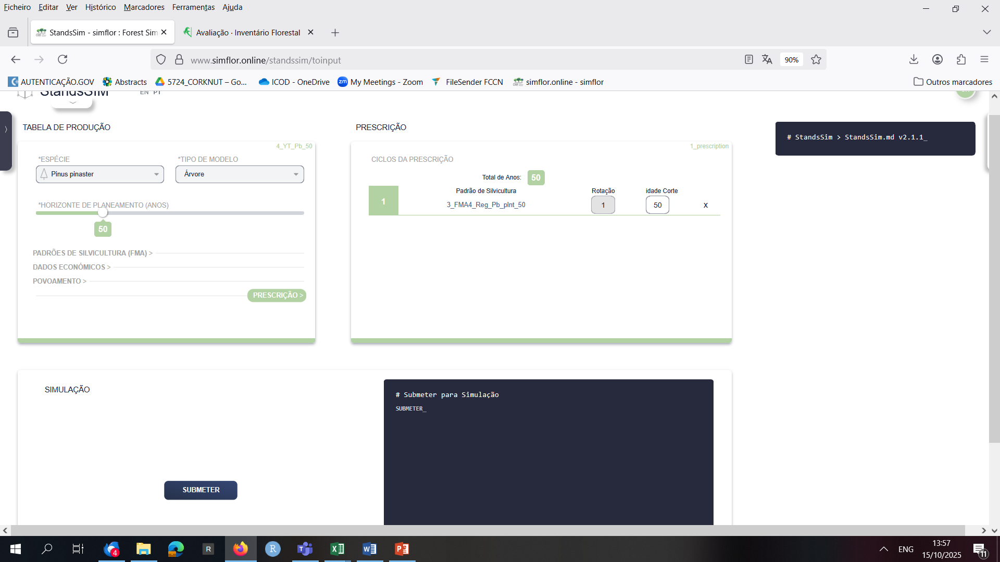 Ficheiro Editar Ver Histórico Marcadores Ferramentas Ajuda
StandsSim - simflor : Forest Sim
Avaliação · Inventário Florestal
www.simflor.online/standssim/toinput
90%
AUTENTICAÇÃO.GOV
Abstracts
5724_CORKNUT – Go...
ICOD - OneDrive
zm My Meetings - Zoom
FileSender FCCN
simflor.online - simflor
Outros marcadores
StandsSIM
EN PT
TABELA DE PRODUÇÃO
4_YT_Pb_50
*ESPÉCIE
*TIPO DE MODELO
Pinus pinaster
Árvore
*HORIZONTE DE PLANEAMENTO (ANOS)
50
PADRÕES DE SILVICULTURA (FMA) >
DADOS ECONÓMICOS >
POVOAMENTO >
PRESCRIÇÃO >
PRESCRIÇÃO
1_prescription
CICLOS DA PRESCRIÇÃO
Total de Anos: 50
Padrão de Silvicultura Rotação idade Corte
1 3_FMA4_Reg_Pb_plnt_50 1 50 X
# StandsSim > StandsSim.md v2.1.1_
SIMULAÇÃO
SUBMETER
# Submeter para Simulação
SUBMETER_
4
R
R
ENG
13:57
15/10/2025
11